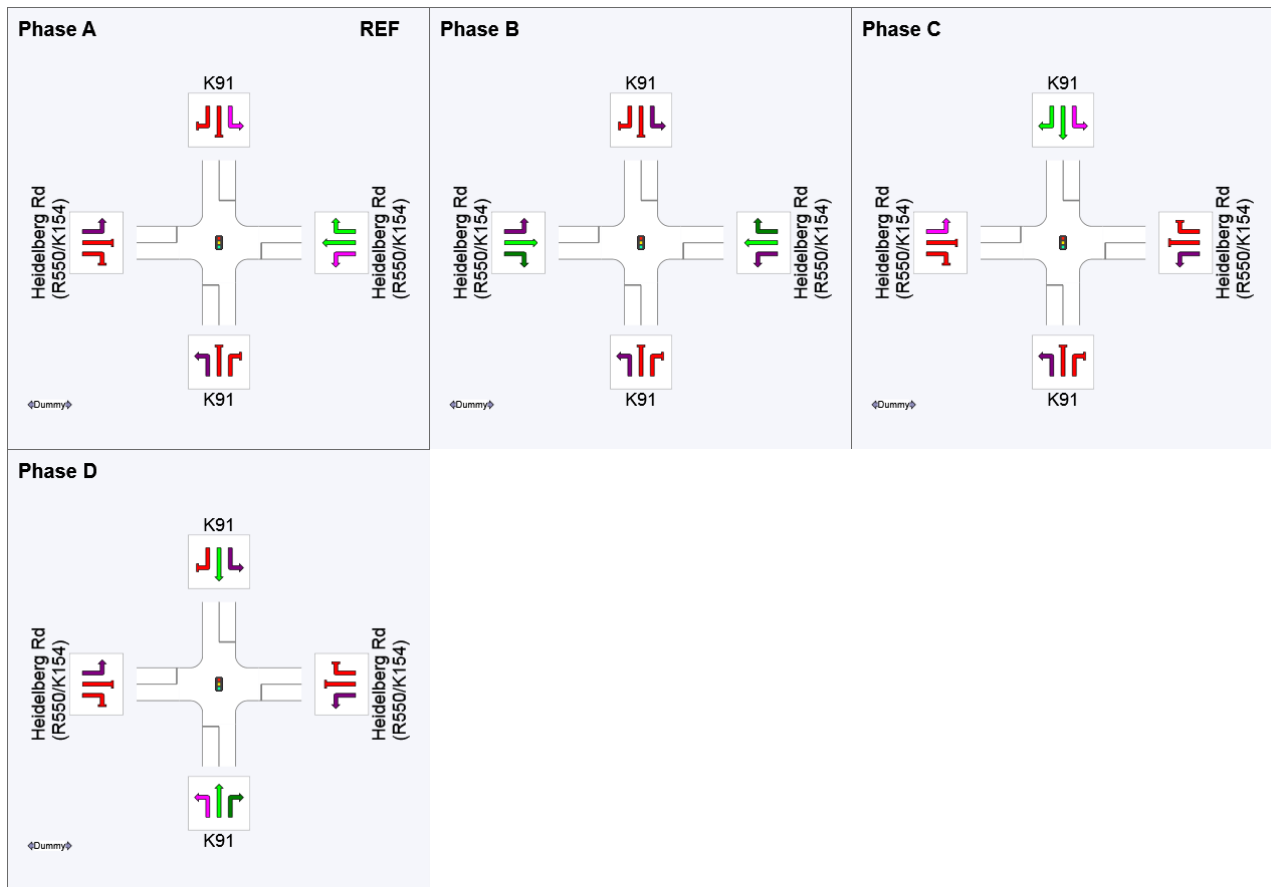 Phase A
REF
K91
Heidelberg Rd
(R550/K154)
Heidelberg Rd
(R550/K154)
K91
Dummy
Phase B
K91
Heidelberg Rd
(R550/K154)
Heidelberg Rd
(R550/K154)
K91
Dummy
Phase C
K91
Heidelberg Rd
(R550/K154)
Heidelberg Rd
(R550/K154)
K91
Dummy
Phase D
K91
Heidelberg Rd
(R550/K154)
Heidelberg Rd
(R550/K154)
K91
Dummy